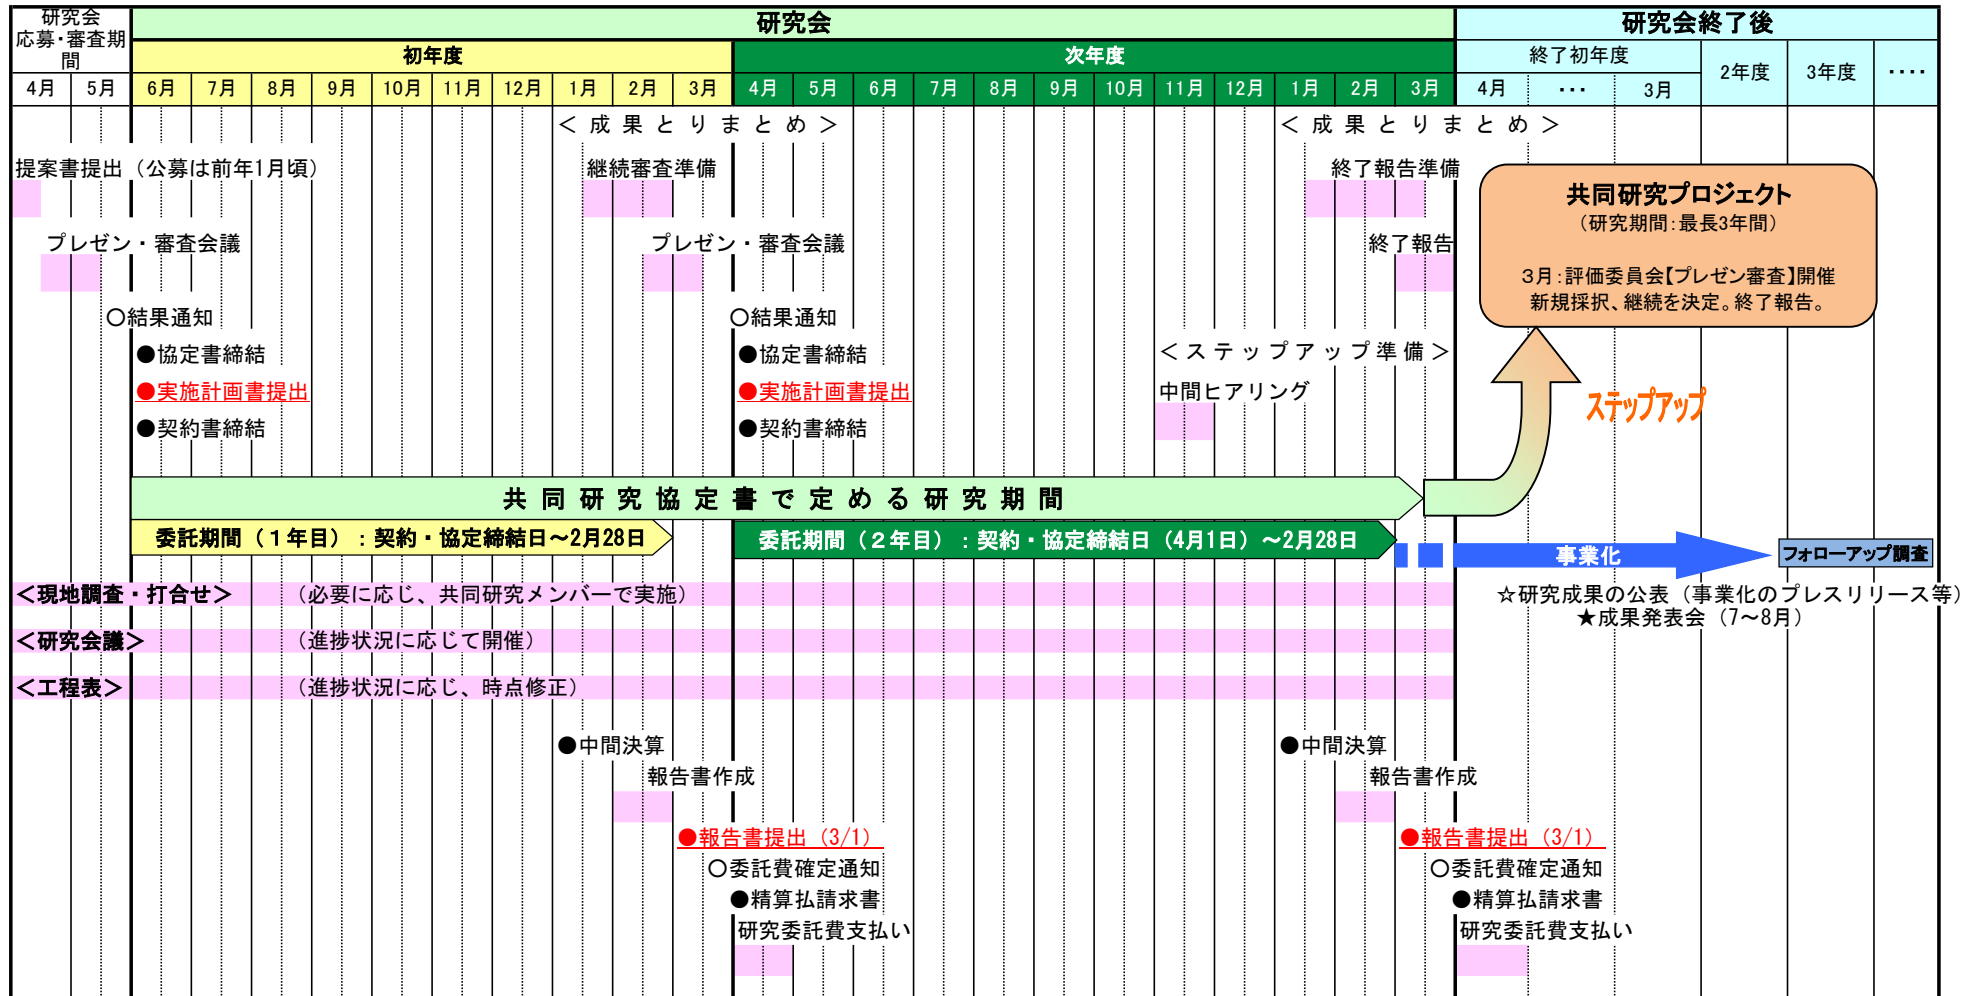 研究会
応募・審査期
間
研究会
研究会終了後
初年度
次年度
終了初年度
2年度
3年度
････
4月
5月
6月
7月
8月
9月
10月
11月
12月
1月
2月
3月
4月
5月
6月
7月
8月
9月
10月
11月
12月
1月
2月
3月
4月
･･･
3月
＜成果とりまとめ＞
＜成果とりまとめ＞
提案書提出（公募は前年1月頃）
継続審査準備
終了報告準備
プレゼン・審査会議
プレゼン・審査会議
終了報告
共同研究プロジェクト
（研究期間：最長3年間）
３月：評価委員会【プレゼン審査】開催
新規採択、継続を決定。終了報告。
○結果通知
○結果通知
●協定書締結
●協定書締結
＜ステップアップ準備＞
●実施計画書提出
●実施計画書提出
中間ヒアリング
ステップアップ
●契約書締結
●契約書締結
共同研究協定書で定める研究期間
委託期間（１年目）：契約・協定締結日～2月28日
委託期間（２年目）：契約・協定締結日（4月1日）～2月28日
事業化
フォローアップ調査
＜現地調査・打合せ＞
（必要に応じ、共同研究メンバーで実施）
☆研究成果の公表（事業化のプレスリリース等）
★成果発表会（7～8月）
＜研究会議＞
（進捗状況に応じて開催）
＜工程表＞
（進捗状況に応じ、時点修正）
●中間決算
●中間決算
報告書作成
報告書作成
●報告書提出（3/1）
●報告書提出（3/1）
○委託費確定通知
○委託費確定通知
●精算払請求書
●精算払請求書
研究委託費支払い
研究委託費支払い